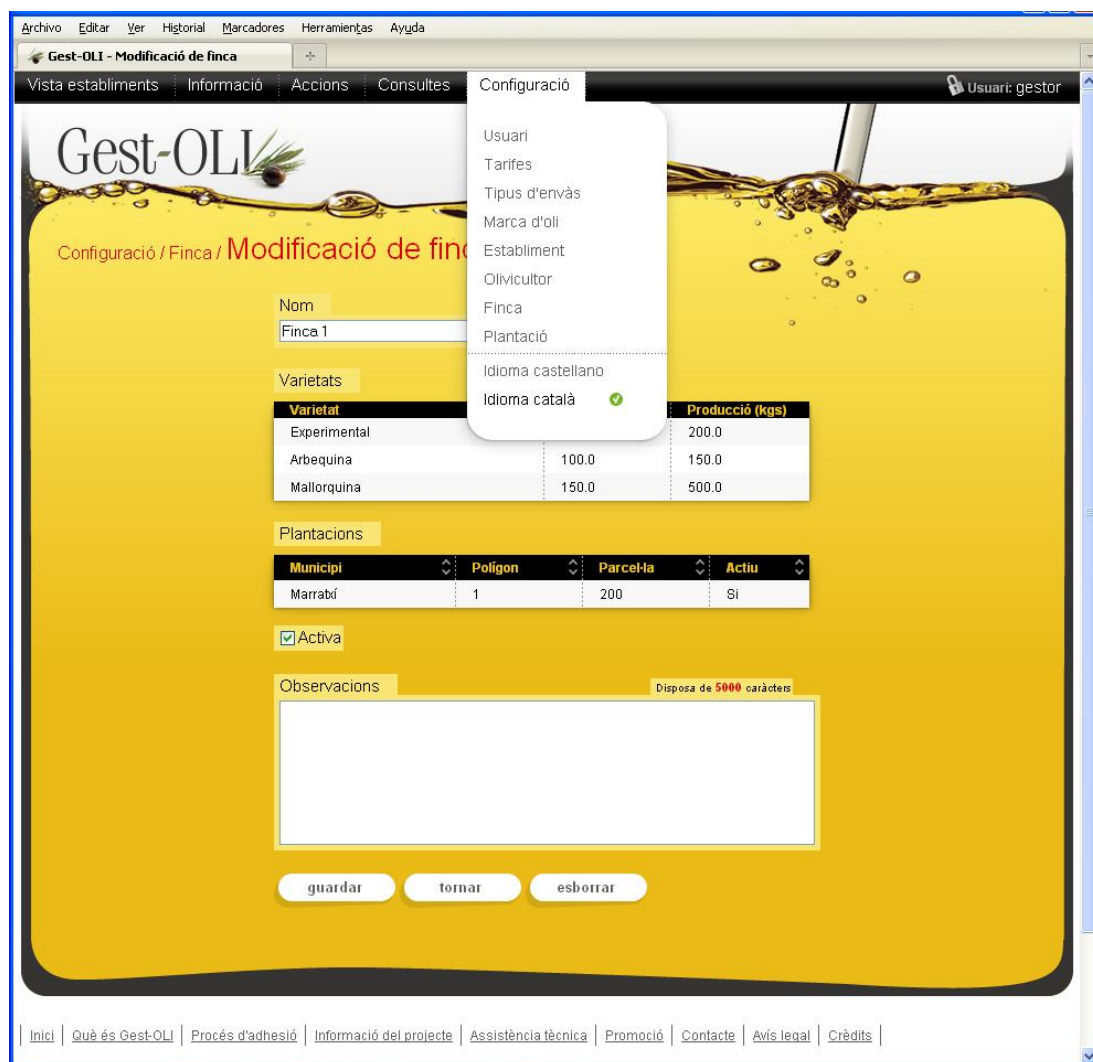 Archivo Editar Ver Historial Marcadores Herramientas Ayuda
Gest-OLI - Modificació de finca
Vista establiments Informació Accions Consultes Configuració Usuari: gestor
Gest-OLI
Usuari
Tarifes
Tipus d'envàs
Marca d'oli
Establiment
Olivicultor
Finca
Plantació
Idioma castellano
Idioma català
Configuració / Finca / Modificació de fin
Nom
Finca 1
Varietats
Varietat Producció (kgs)
Experimental 200.0
Arbequina 100.0 150.0
Mallorquina 150.0 500.0
Plantacions
Municipi Polígon Parcel·la Actiu
Marratxí 1 200 Si
Activa
Observacions Disposa de 5000 caràcters
guardar tornar esborrar
Inici | Què és Gest-OLI | Procés d'adhesió | Informació del projecte | Assistència tècnica | Promoció | Contacte | Avís legal | Crèdits |